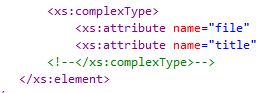 <xs:complexType>
<xs:attribute name="file"
<xs:attribute name="title"
<!--</xs:complexType>-->
</xs:element>